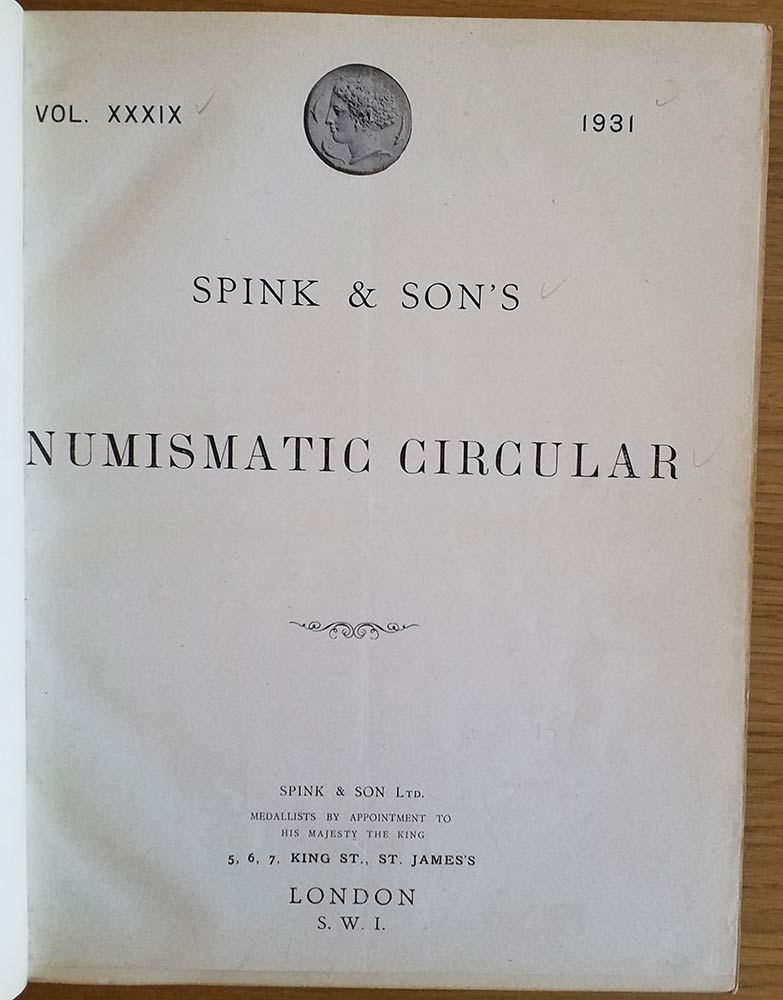 VOL. XXXIX
1931
SPINK & SON'S
NUMISMATIC CIRCULAR
15
SPINK & SON LTD.
MEDALLISTS BY APPOINTMENT TO
HIS MAJESTY THE KING
5, 6, 7, KING ST., ST. JAMES'S
LONDON
S. W. I.